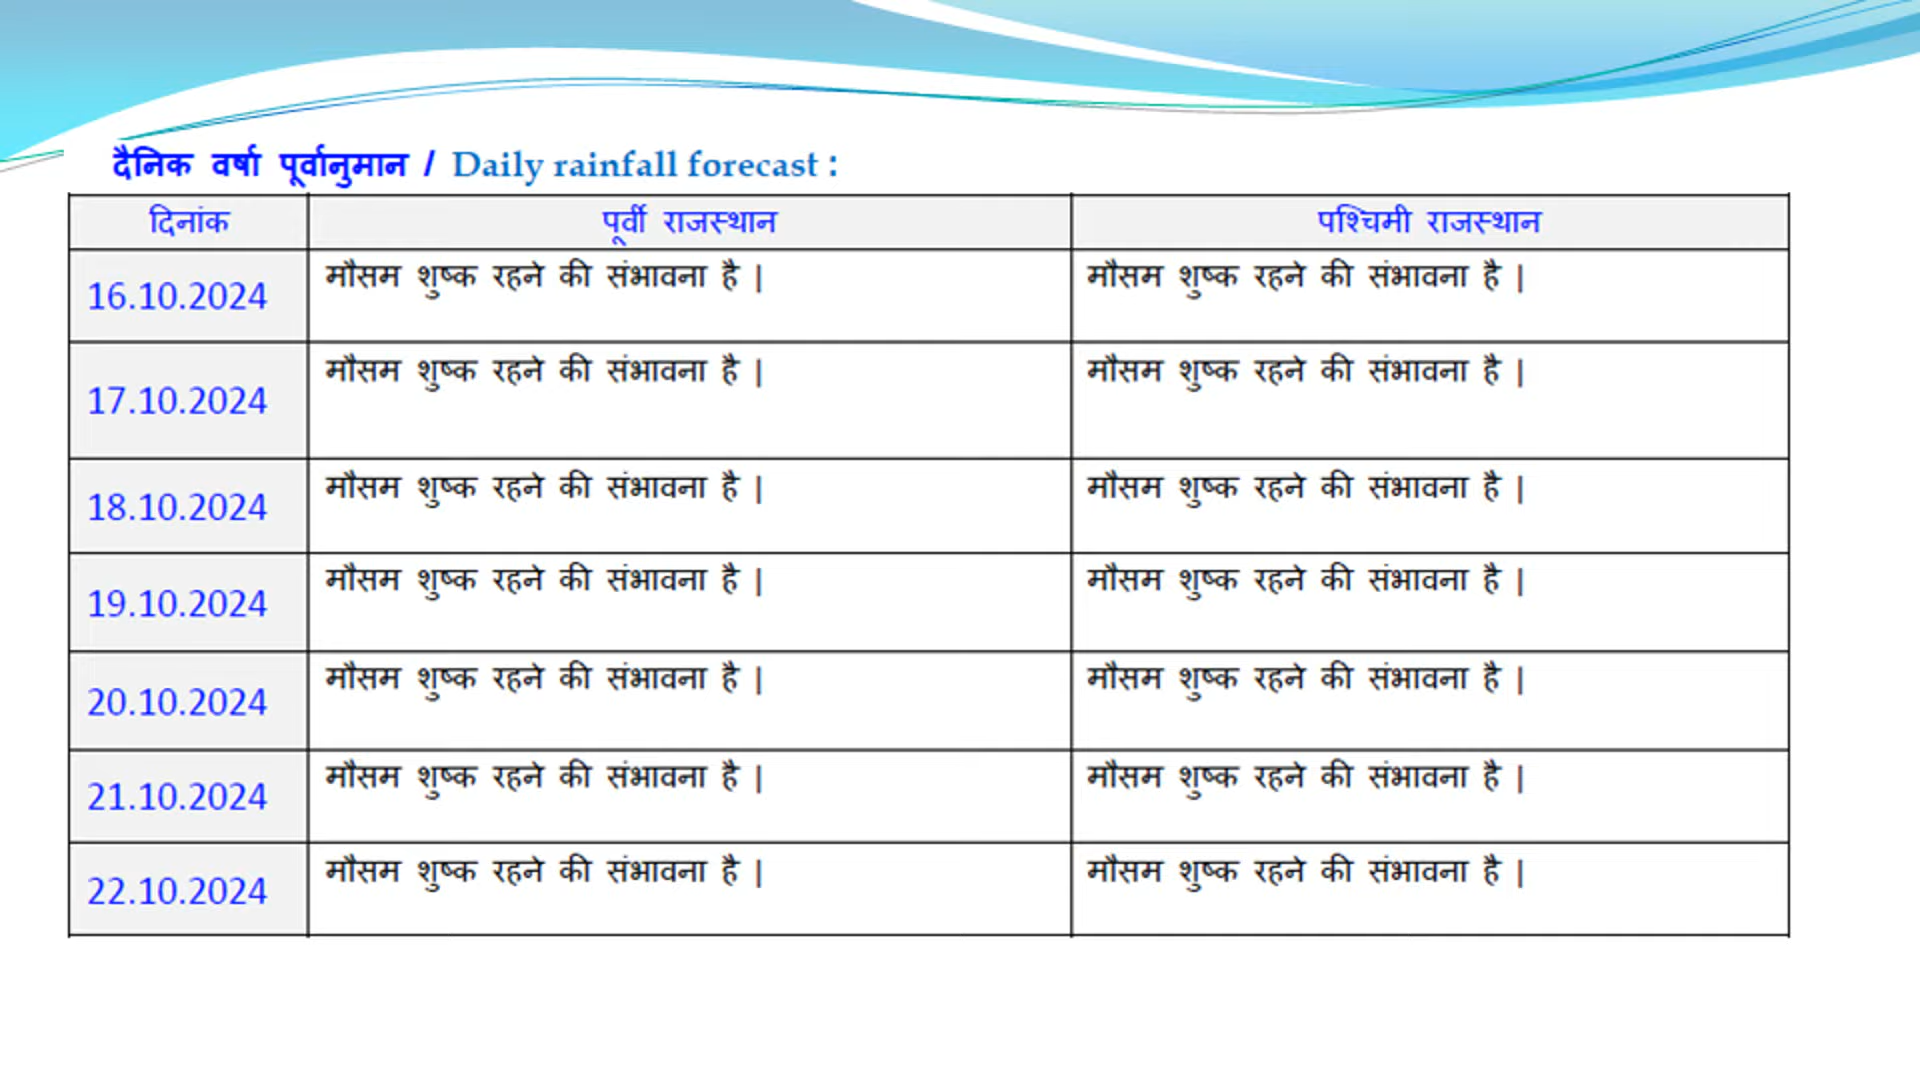 दैनिक वर्षा पूर्वानुमान / Daily rainfall forecast :
दिनांक पूर्वी राजस्थान पश्चिमी राजस्थान
16.10.2024 मौसम शुष्क रहने की संभावना है | मौसम शुष्क रहने की संभावना है |
17.10.2024 मौसम शुष्क रहने की संभावना है | मौसम शुष्क रहने की संभावना है |
18.10.2024 मौसम शुष्क रहने की संभावना है | मौसम शुष्क रहने की संभावना है |
19.10.2024 मौसम शुष्क रहने की संभावना है | मौसम शुष्क रहने की संभावना है |
20.10.2024 मौसम शुष्क रहने की संभावना है | मौसम शुष्क रहने की संभावना है |
21.10.2024 मौसम शुष्क रहने की संभावना है | मौसम शुष्क रहने की संभावना है |
22.10.2024 मौसम शुष्क रहने की संभावना है | मौसम शुष्क रहने की संभावना है |